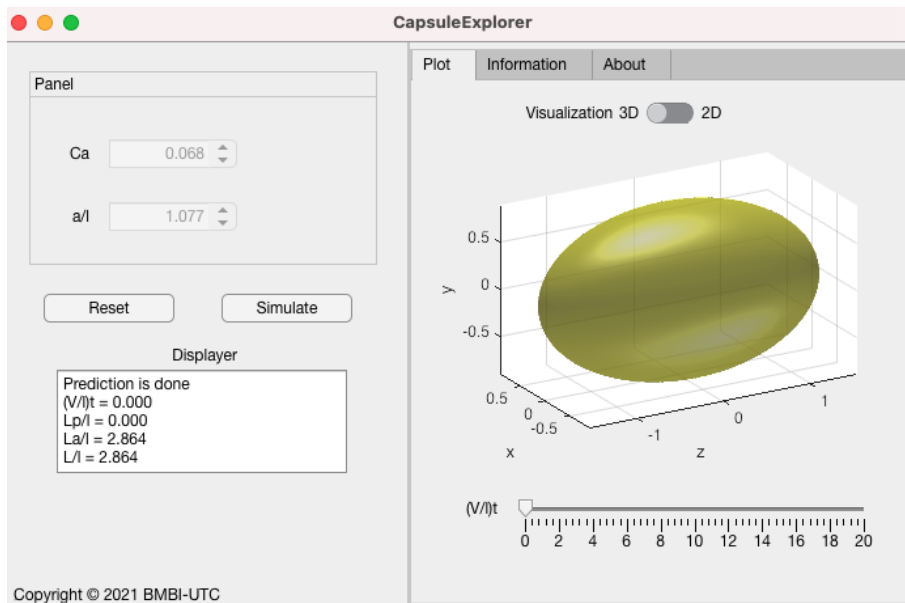 CapsuleExplorer
Panel
Ca 0.068
a/l 1.077
Reset Simulate
Displayer
Prediction is done
(V/l)t = 0.000
Lp/l = 0.000
La/l = 2.864
L/l = 2.864
Copyright © 2021 BMBI-UTC
Plot Information About
Visualization 3D 2D
0.5
0
-0.5
y
0.5
0
-0.5
x
-1
0
1
z
(V/l)t
0 2 4 6 8 10 12 14 16 18 20